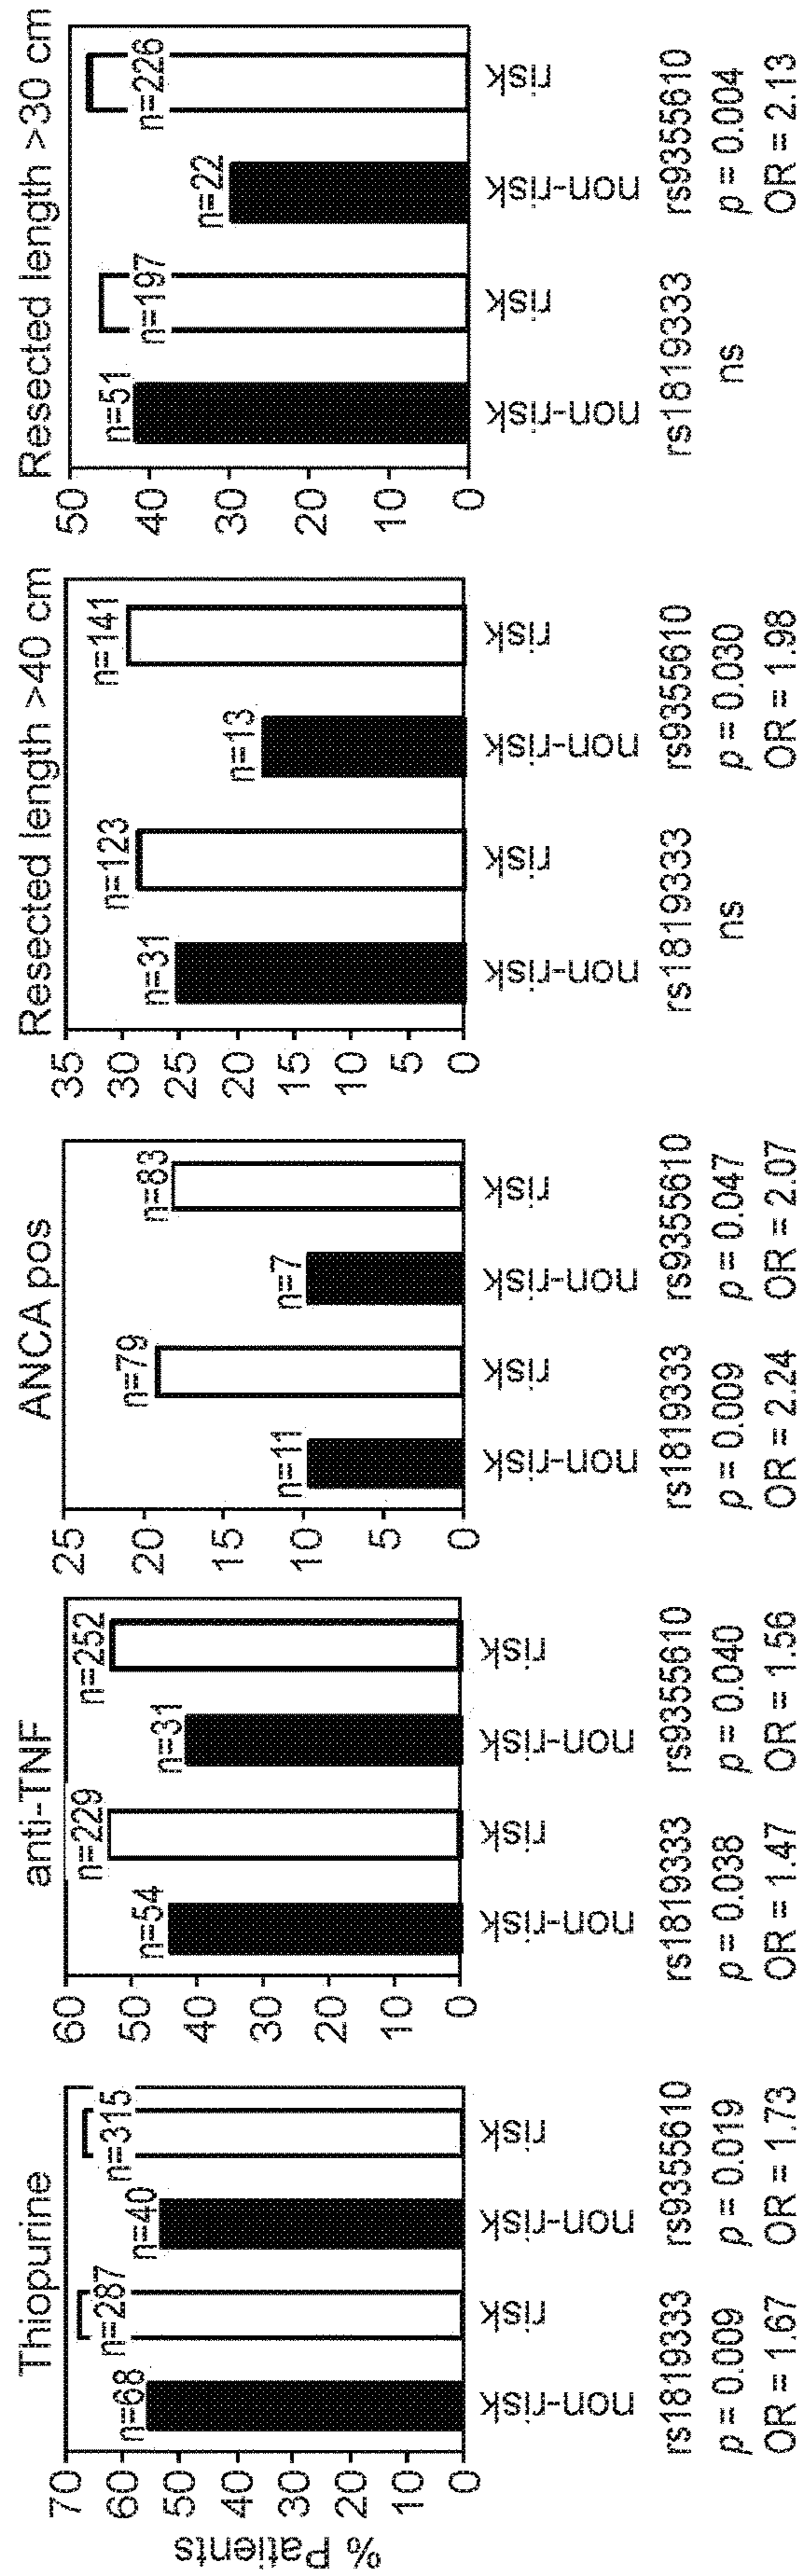 Thiopurine
% Patients
70
60
50
40
30
20
10
0
n=68
n=287
n=40
n=315
non-risk
risk
non-risk
risk
rs1819333
rs9355610
p = 0.009
p = 0.019
OR = 1.67
OR = 1.73
anti-TNF
60
50
40
30
20
10
0
n=54
n=229
n=31
n=252
non-risk
risk
non-risk
risk
rs1819333
rs9355610
p = 0.038
p = 0.040
OR = 1.47
OR = 1.56
ANCA pos
25
20
15
10
5
0
n=11
n=79
n=7
n=83
non-risk
risk
non-risk
risk
rs1819333
rs9355610
p = 0.009
p = 0.047
OR = 2.24
OR = 2.07
Resected length >40 cm
35
30
25
20
15
10
5
0
n=31
n=123
n=13
n=141
non-risk
risk
non-risk
risk
rs1819333
rs9355610
ns
p = 0.030
OR = 1.98
Resected length >30 cm
50
40
30
20
10
0
n=51
n=197
n=22
n=226
non-risk
risk
non-risk
risk
rs1819333
rs9355610
ns
p = 0.004
OR = 2.13